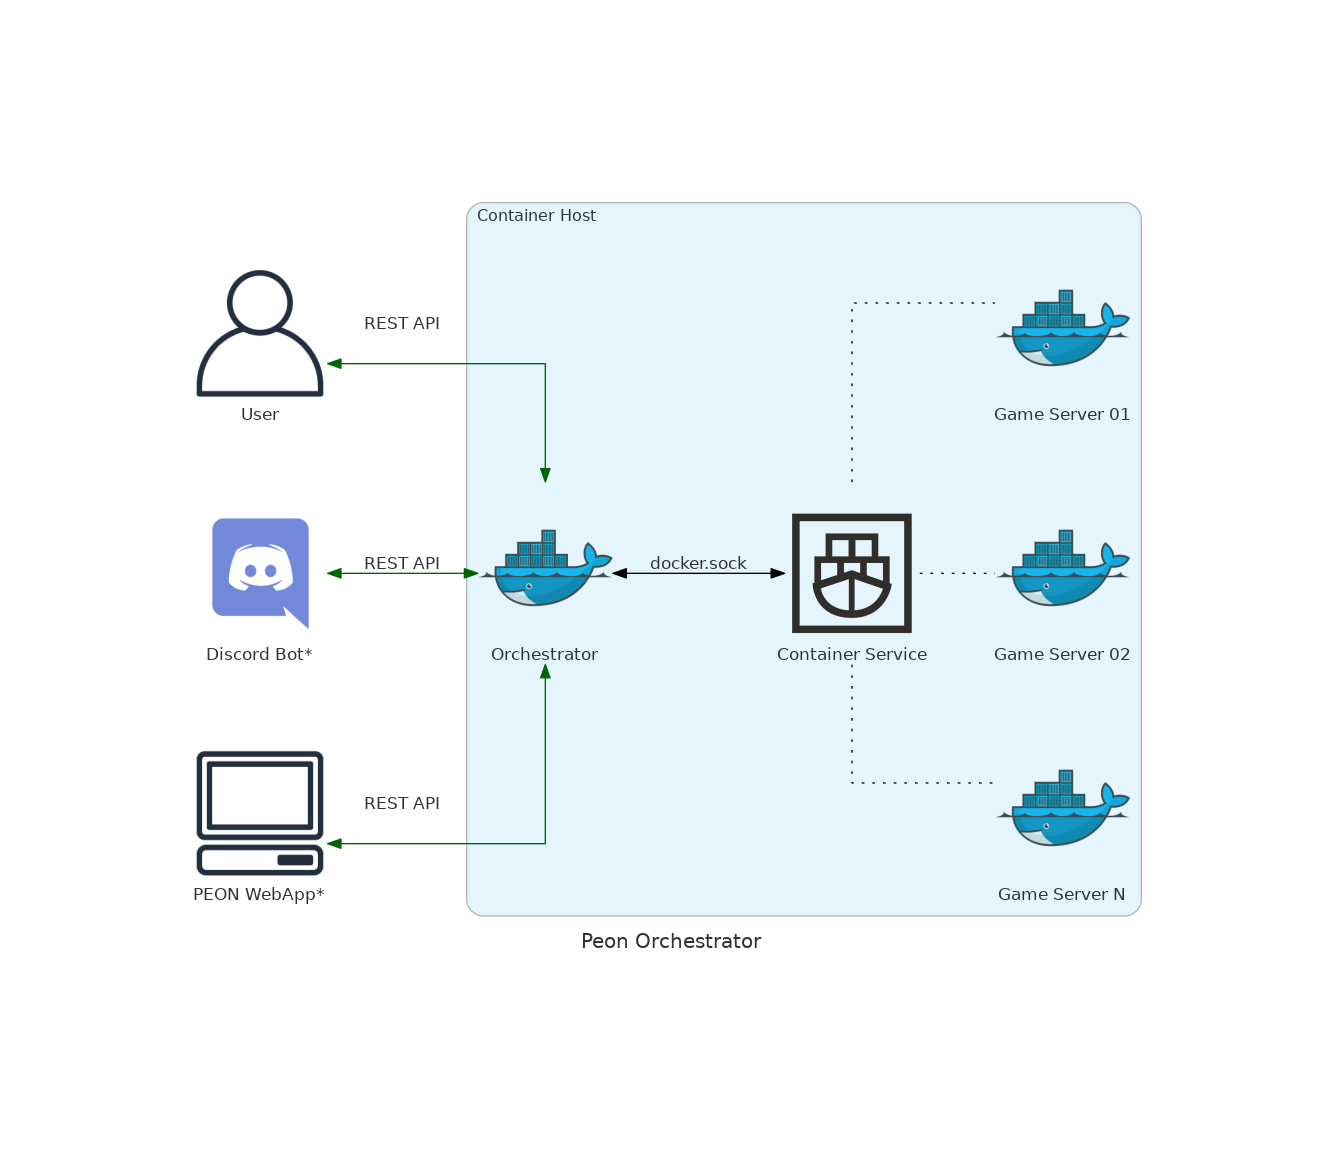 Container Host
REST API
User
Game Server 01
REST API
docker.sock
Discord Bot*
Orchestrator
Container Service
Game Server 02
REST API
PEON WebApp*
Game Server N
Peon Orchestrator